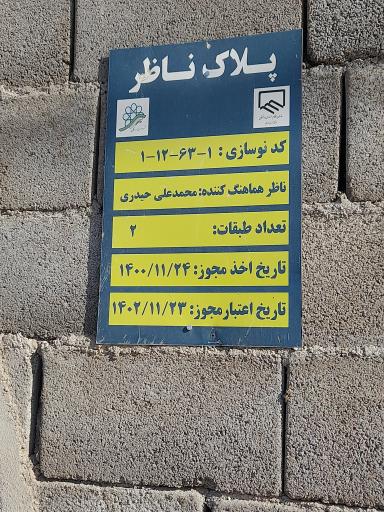 پلاک ناظر
کد نوسازی : ۱-۶۳-۱۲-۱
ناظر هماهنگ کننده: محمدعلی حیدری
تعداد طبقات: ۲
تاریخ اخذ مجوز: ۱۴۰۰/۱۱/۲۴
تاریخ اعتبار مجوز: ۱۴۰۲/۱۱/۲۳